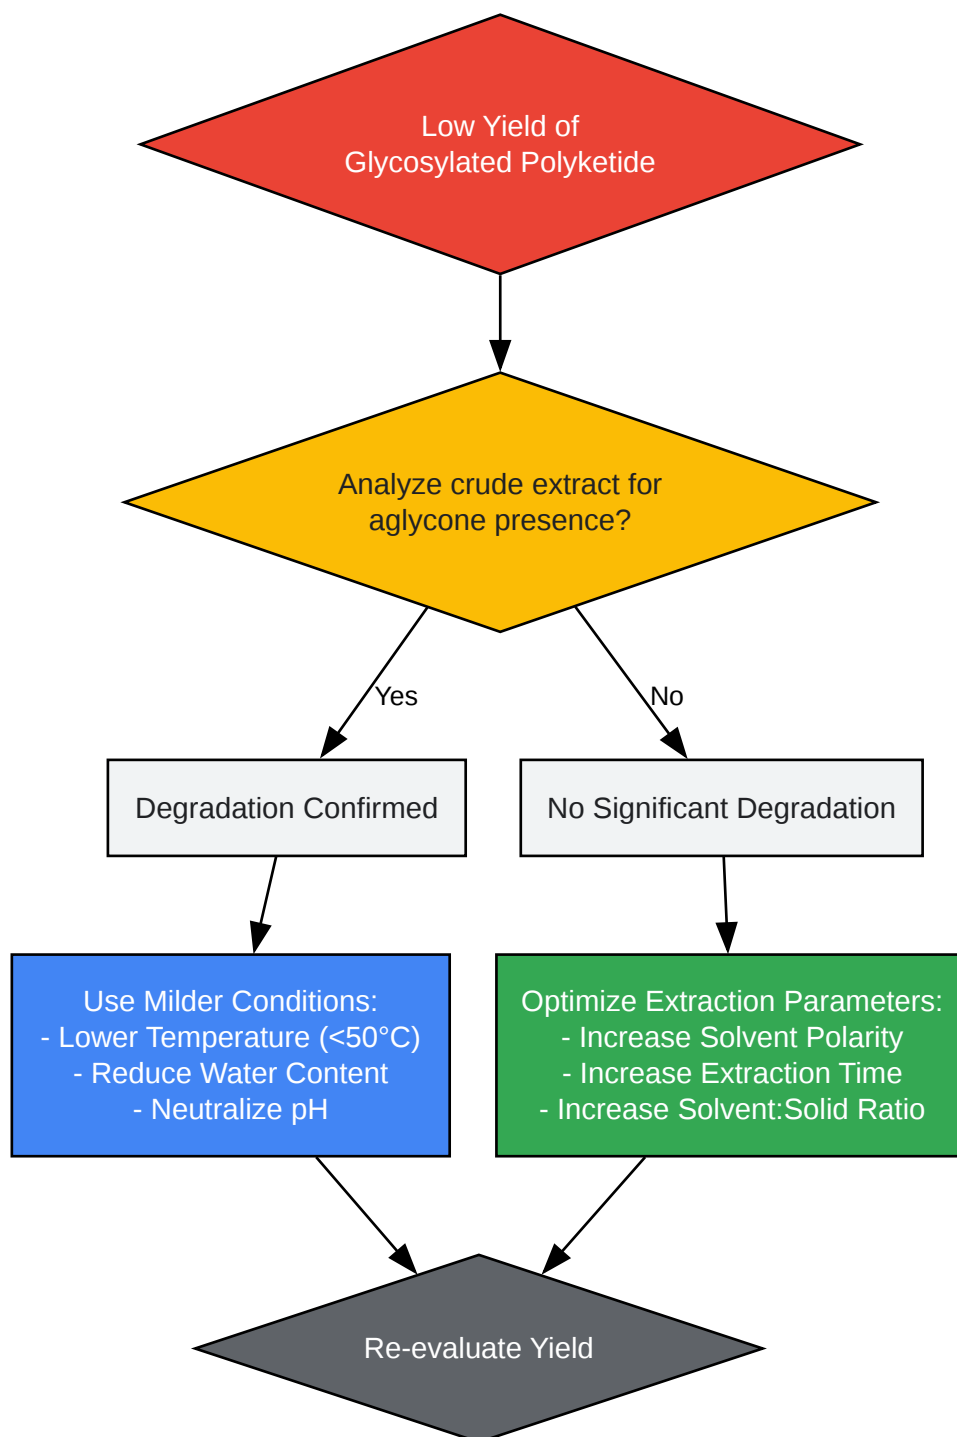 Low Yield of
Glycosylated Polyketide
Analyze crude extract for
aglycone presence?
Yes
No
Degradation Confirmed
No Significant Degradation
Use Milder Conditions:
- Lower Temperature (<50°C)
- Reduce Water Content
- Neutralize pH
Optimize Extraction Parameters:
- Increase Solvent Polarity
- Increase Extraction Time
- Increase Solvent:Solid Ratio
Re-evaluate Yield